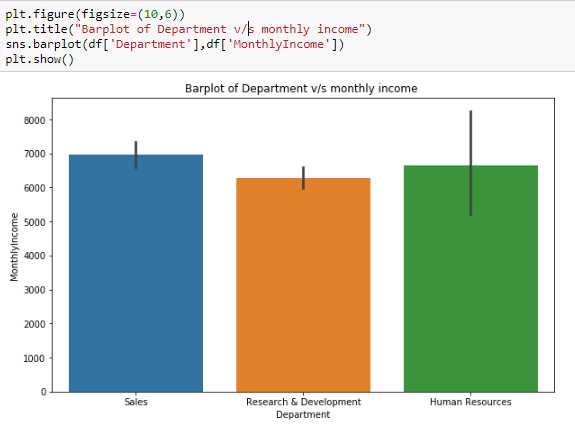 plt.figure(figsize=(10,6))
plt.title("Barplot of Department v/s monthly income")
sns.barplot(df['Department'],df['MonthlyIncome'])
plt.show()
Barplot of Department v/s monthly income
8000
7000
6000
5000
4000
3000
2000
1000
0
MonthlyIncome
Sales Research & Development Human Resources
Department